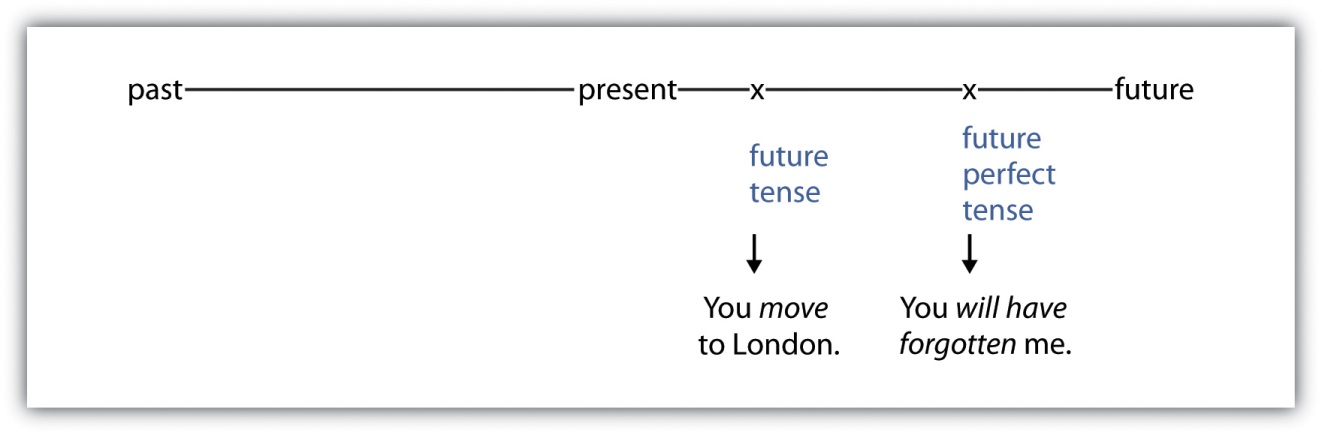 past present x x future
future
tense
future
perfect
tense
You move
to London.
You will have
forgotten me.